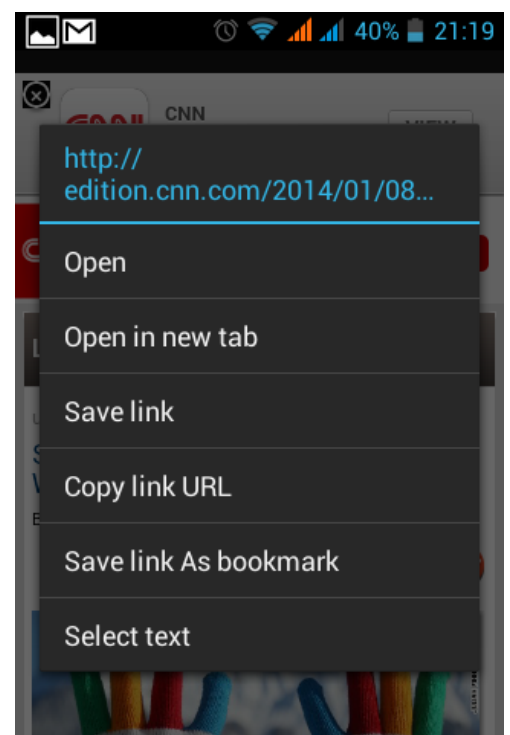 40% 21:19
CNN
VIEW
http://
edition.cnn.com/2014/01/08...
Open
Open in new tab
Save link
Copy link URL
Save link As bookmark
Select text